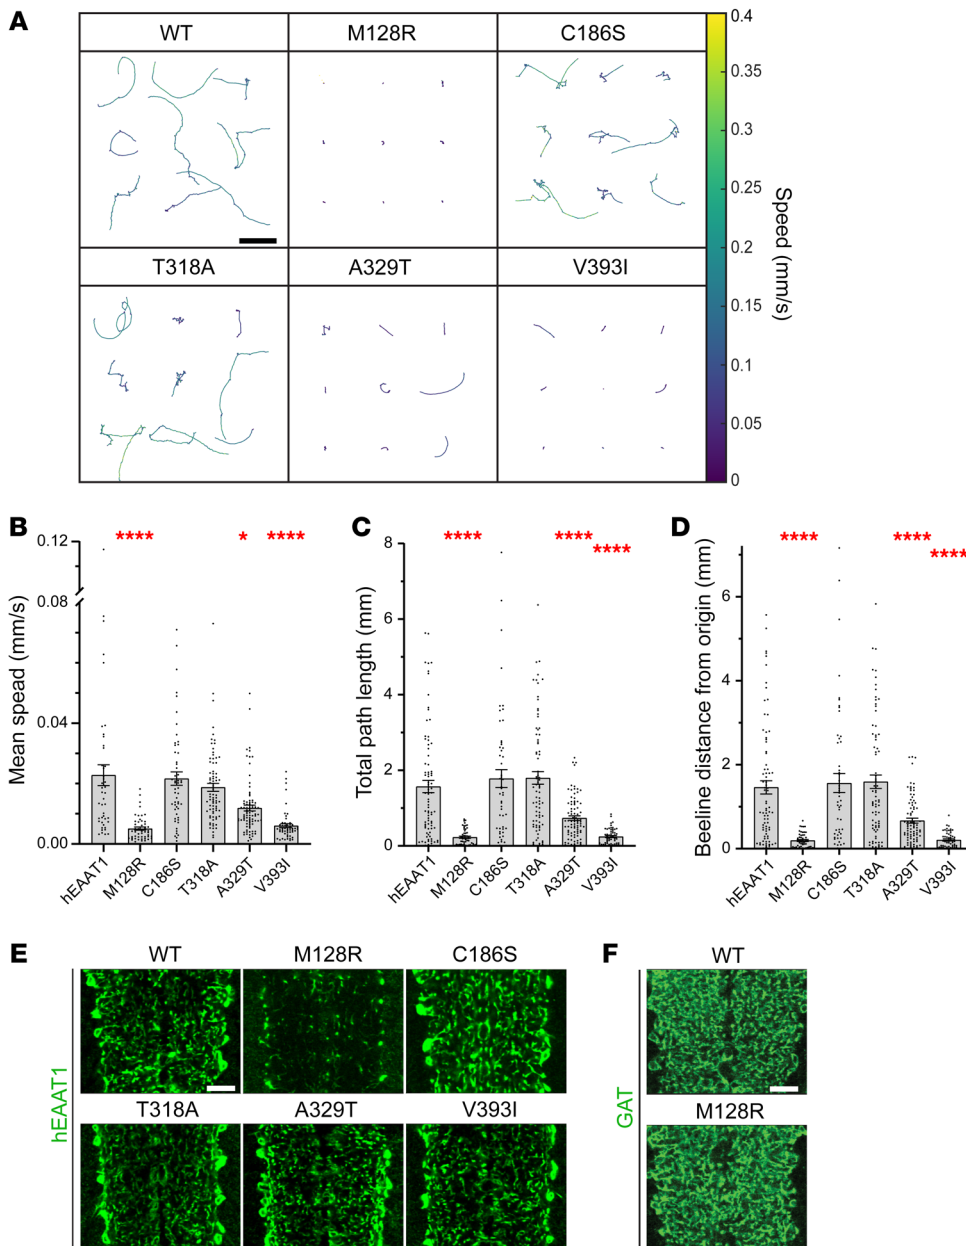 A
WT
M128R
C186S
0.4
0.35
0.3
0.25
0.2
0.15
0.1
0.05
0
Speed (mm/s)
T318A
A329T
V393I
B
****
*
****
0.12
0.08
0.04
0.00
Mean spead (mm/s)
hEAAT1
M128R
C186S
T318A
A329T
V393I
C
****
****
****
8
6
4
2
0
Total path length (mm)
hEAAT1
M128R
C186S
T318A
A329T
V393I
D
****
****
****
6
4
2
0
Beeline distance from origin (mm)
hEAAT1
M128R
C186S
T318A
A329T
V393I
E
WT
M128R
C186S
hEAAT1
T318A
A329T
V393I
F
WT
GAT
M128R